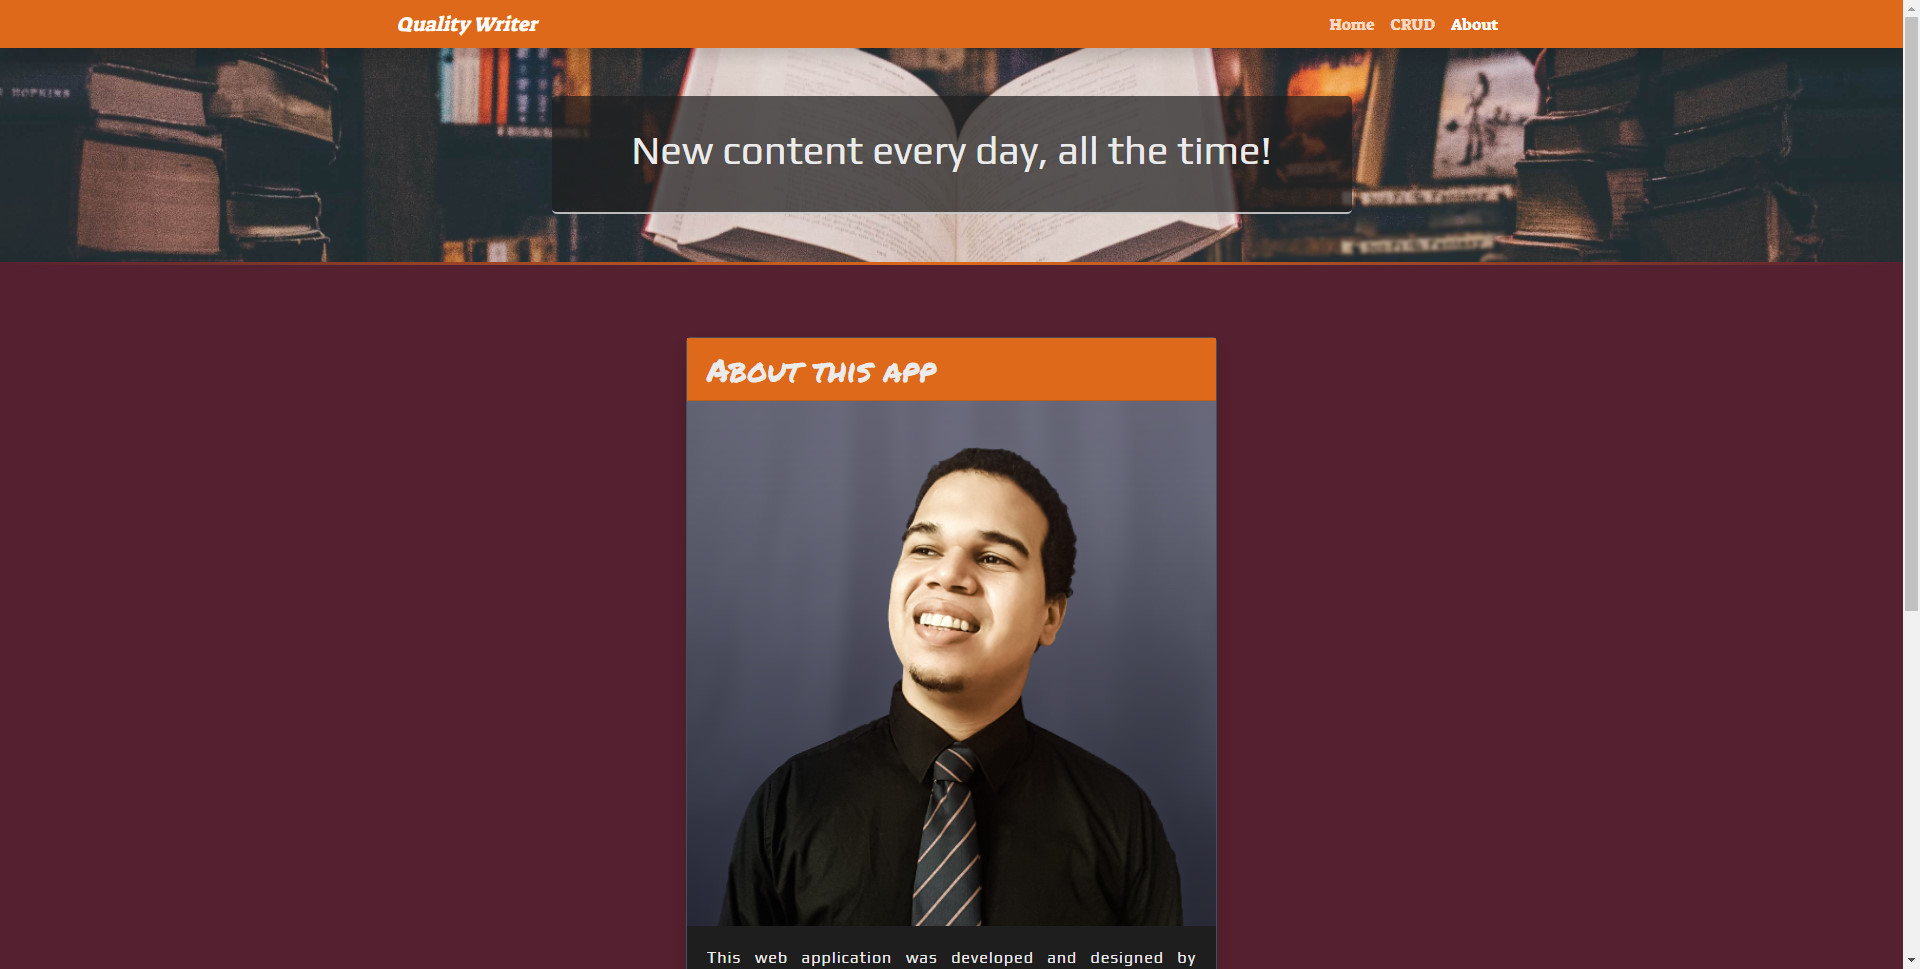 Quality Writer
Home CRUD About
HOPKINS
New content every day, all the time!
About this app
This web application was developed and designed by